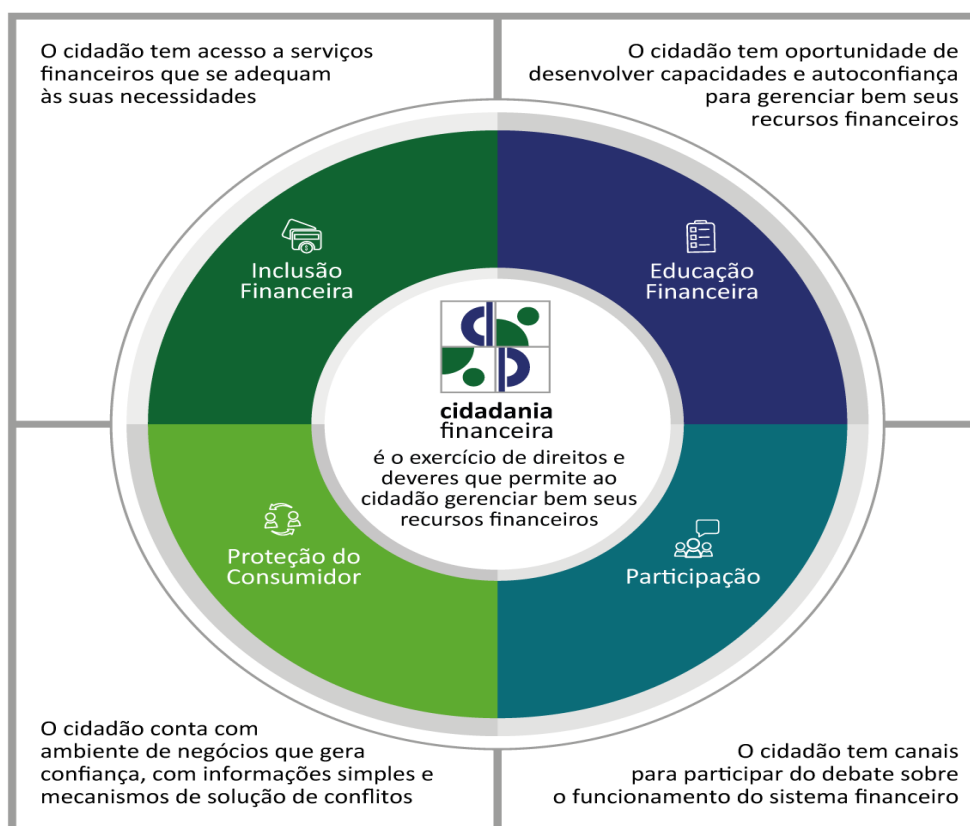 O cidadão tem acesso a serviços
financeiros que se adequam
às suas necessidades
O cidadão tem oportunidade de
desenvolver capacidades e autoconfiança
para gerenciar bem seus
recursos financeiros
Inclusão
Financeira
Educação
Financeira
cidadania
financeira
é o exercício de direitos e
deveres que permite ao
cidadão gerenciar bem seus
recursos financeiros
Proteção do
Consumidor
Participação
O cidadão conta com
ambiente de negócios que gera
confiança, com informações simples e
mecanismos de solução de conflitos
O cidadão tem canais
para participar do debate sobre
o funcionamento do sistema financeiro